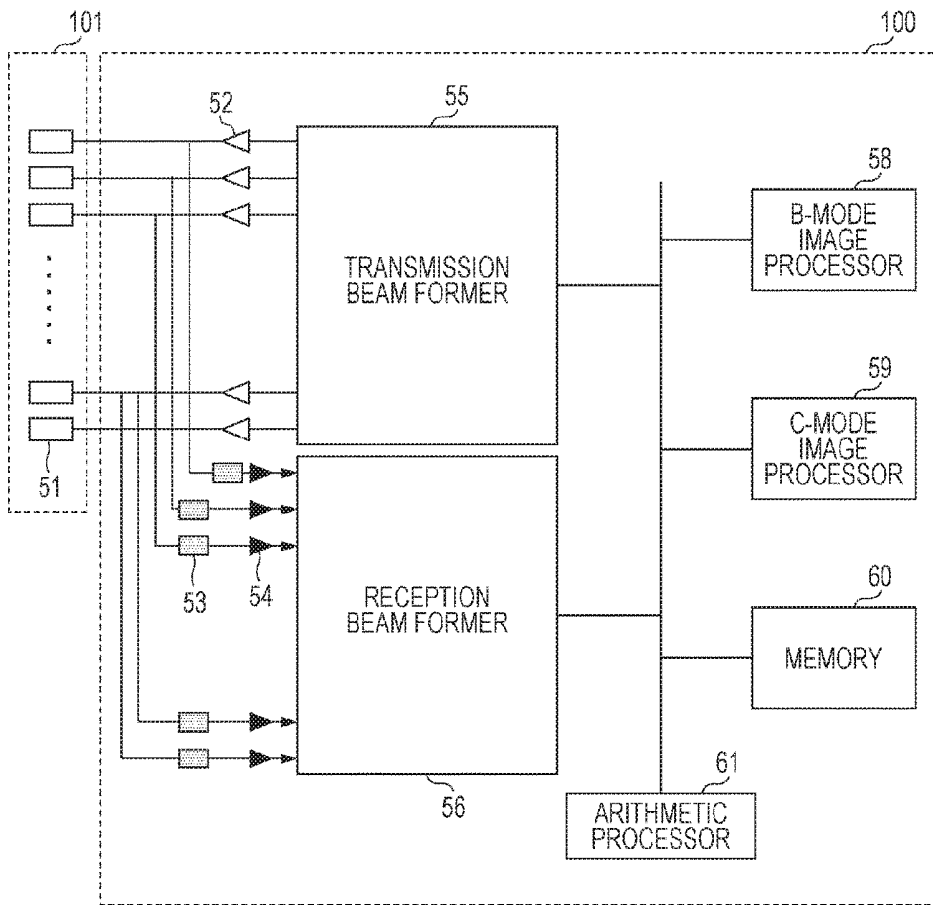 101
100
52
55
58
B-MODE
IMAGE
PROCESSOR
TRANSMISSION
BEAM FORMER
59
C-MODE
IMAGE
PROCESSOR
51
53
54
RECEPTION
BEAM FORMER
60
MEMORY
56
61
ARITHMETIC
PROCESSOR